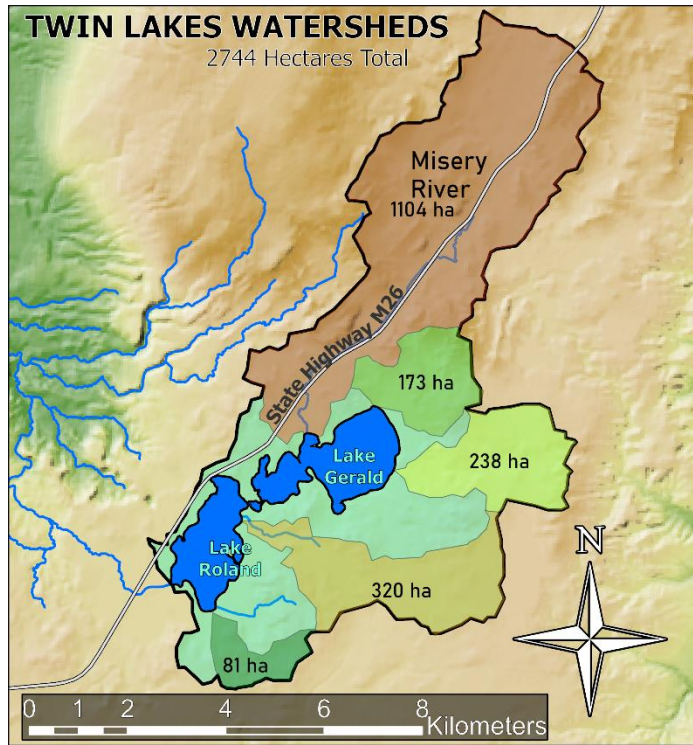 TWIN LAKES WATERSHEDS
2744 Hectares Total
Misery
River
1104 ha
State Highway M26
173 ha
Lake
Gerald
238 ha
Lake
Roland
320 ha
81 ha
N
0 1 2 4 6 8
Kilometers